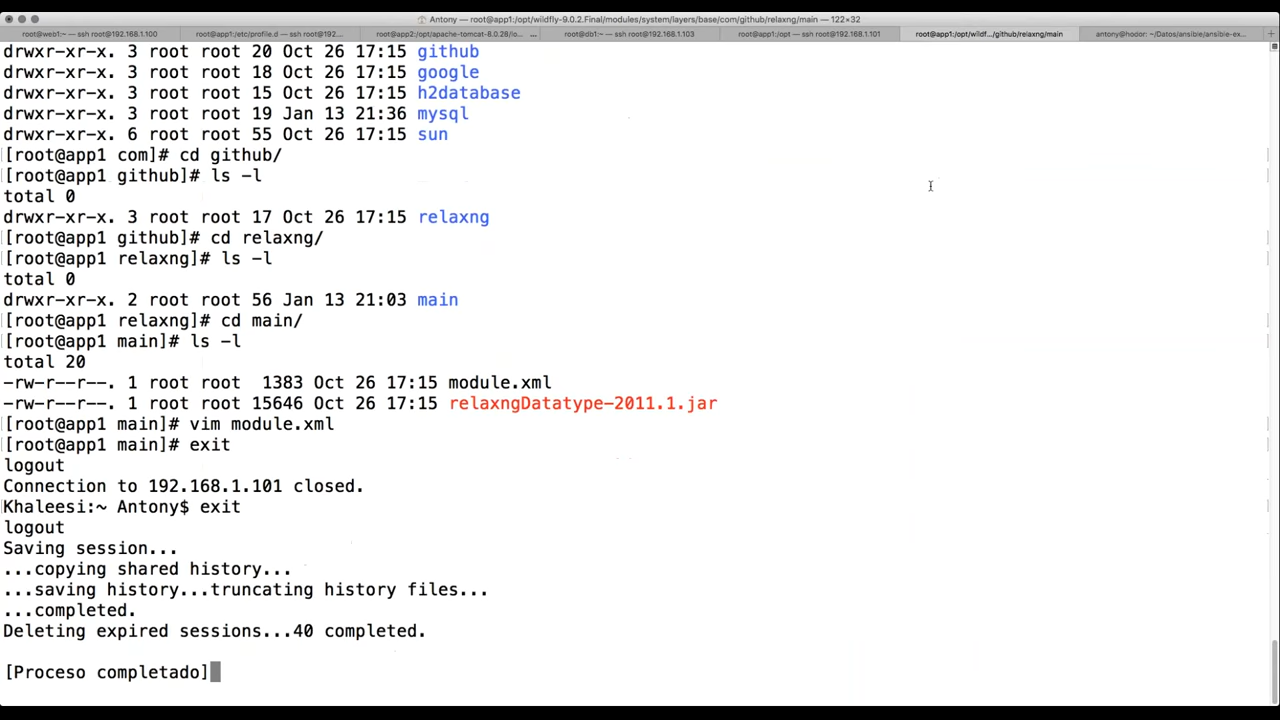 Antony — root@app1:/opt/wildfly-9.0.2.Final/modules/system/layers/base/com/github/relaxng/main — 122×32
root@web1:~ — ssh root@192.168.1.100
root@app1:/etc/profile.d — ssh root@192....
root@app2:/opt/apache-tomcat-8.0.28/lo... ...
root@db1:~ — ssh root@192.168.1.103
root@app1:/opt — ssh root@192.168.1.101
root@app1:/opt/wildf.../github/relaxng/main
antony@hodor: ~/Datos/ansible/ansible-ex...
drwxr-xr-x. 3 root root 20 Oct 26 17:15 github
drwxr-xr-x. 3 root root 18 Oct 26 17:15 google
drwxr-xr-x. 3 root root 15 Oct 26 17:15 h2database
drwxr-xr-x. 3 root root 19 Jan 13 21:36 mysql
drwxr-xr-x. 6 root root 55 Oct 26 17:15 sun
[root@app1 com]# cd github/
[root@app1 github]# ls -l
total 0
drwxr-xr-x. 3 root root 17 Oct 26 17:15 relaxng
[root@app1 github]# cd relaxng/
[root@app1 relaxng]# ls -l
total 0
drwxr-xr-x. 2 root root 56 Jan 13 21:03 main
[root@app1 relaxng]# cd main/
[root@app1 main]# ls -l
total 20
-rw-r--r--. 1 root root  1383 Oct 26 17:15 module.xml
-rw-r--r--. 1 root root 15646 Oct 26 17:15 relaxngDatatype-2011.1.jar
[root@app1 main]# vim module.xml
[root@app1 main]# exit
logout
Connection to 192.168.1.101 closed.
Khaleesi:~ Antony$ exit
logout
Saving session...
...copying shared history...
...saving history...truncating history files...
...completed.
Deleting expired sessions...40 completed.
[Proceso completado]